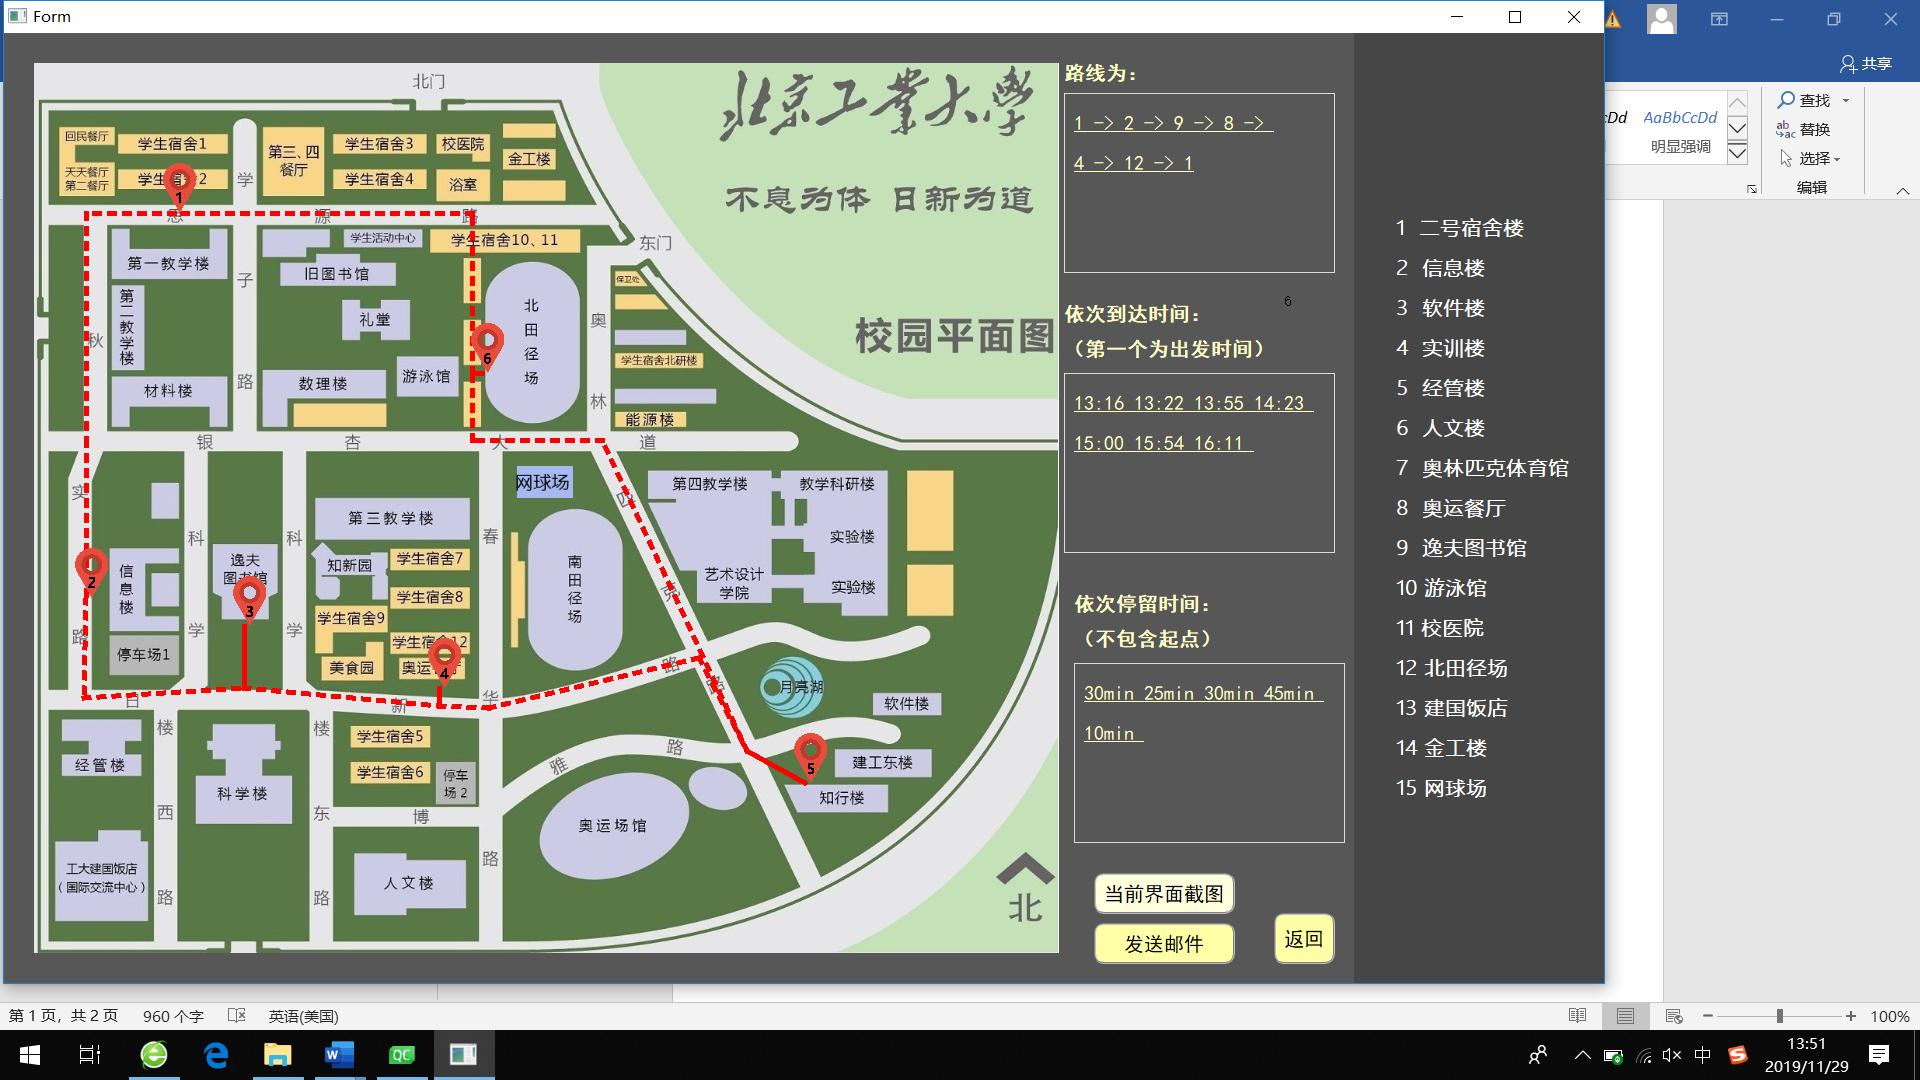 Form
北门
北京工业大学
不息为体 日新为道
校园平面图
回民餐厅
天天餐厅
第二餐厅
学生宿舍1
学
第三、四
餐厅
学生宿舍3
学生宿舍4
校医院
浴室
金工楼
1
源
路
东门
第一教学楼
学生活动中心
学生宿舍10、11
旧图书馆
子
第二教学楼
礼堂
北田径场
奥
保卫处
秋
6
学生宿舍北研楼
材料楼
路
数理楼
游泳馆
林
能源楼
银
杏
大
道
实
网球场
第四教学楼
教学科研楼
第三教学楼
春
科
科
实验楼
逸夫
知新园
学生宿舍7
南田径场
信息楼
2
3
艺术设计
学院
实验楼
学生宿舍8
学生宿舍9
路
学
学
停车场1
美食园
4
路
月亮湖
日
新
华
路
软件楼
楼
楼
学生宿舍5
路
经管楼
学生宿舍6
停车
场 2
雅
5
建工东楼
科学楼
知行楼
西
东
博
奥运场馆
工大建国饭店
（国际交流中心）
人文楼
路
路
路
北
路线为：
1 -> 2 -> 9 -> 8 ->
4 -> 12 -> 1
6
依次到达时间：
（第一个为出发时间）
13:16 13:22 13:55 14:23
15:00 15:54 16:11
依次停留时间：
（不包含起点）
30min 25min 30min 45min
10min
当前界面截图
发送邮件
返回
1 二号宿舍楼
2 信息楼
3 软件楼
4 实训楼
5 经管楼
6 人文楼
7 奥林匹克体育馆
8 奥运餐厅
9 逸夫图书馆
10 游泳馆
11 校医院
12 北田径场
13 建国饭店
14 金工楼
15 网球场
共享
查找
替换
选择
编辑
AaBbCcDd
明显强调
第 1 页，共 2 页 960 个字 英语(美国)
100%
QC
中
13:51
2019/11/29